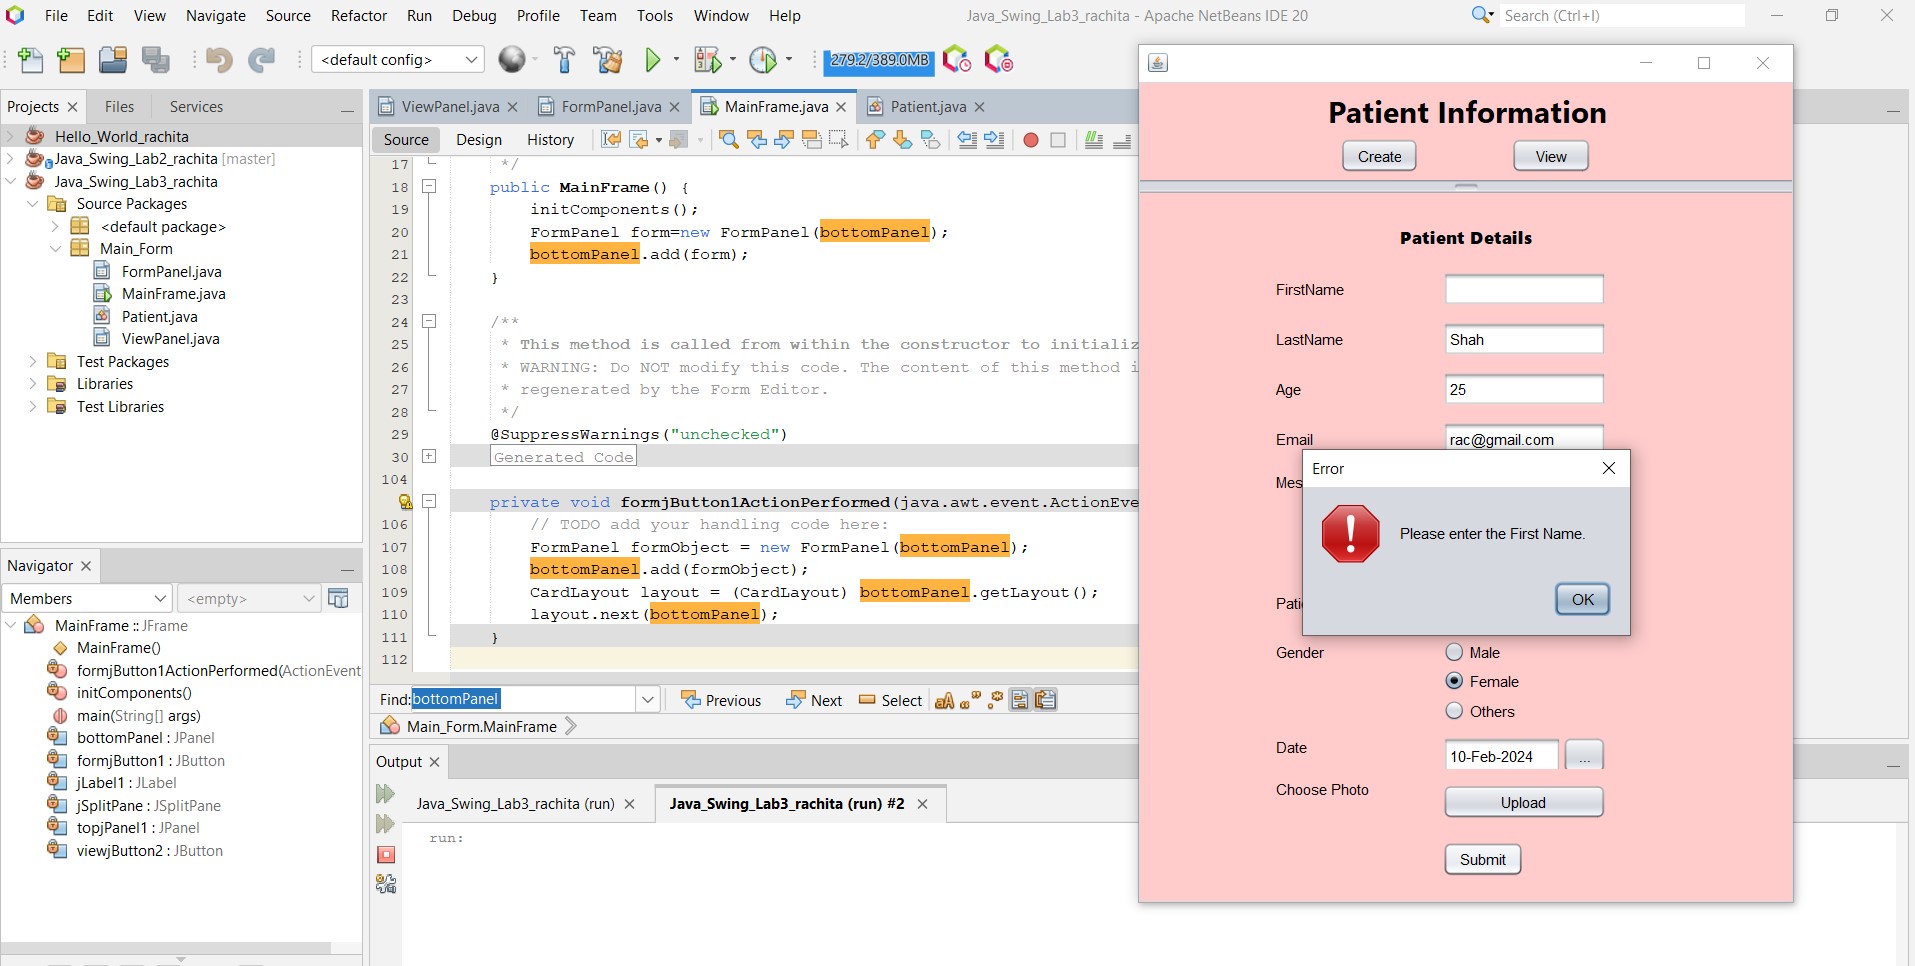 File Edit View Navigate Source Refactor Run Debug Profile Team Tools Window Help
Java_Swing_Lab3_rachita - Apache NetBeans IDE 20
Search (Ctrl+I)
<default config>
279.2/389.0MB
Projects Files Services
Hello_World_rachita
Java_Swing_Lab2_rachita [master]
Java_Swing_Lab3_rachita
Source Packages
<default package>
Main_Form
FormPanel.java
MainFrame.java
Patient.java
ViewPanel.java
Test Packages
Libraries
Test Libraries
Navigator
Members
<empty>
MainFrame :: JFrame
MainFrame()
formjButton1ActionPerformed(ActionEvent
initComponents()
main(String[] args)
bottomPanel : JPanel
formjButton1 : JButton
jLabel1 : JLabel
jSplitPane : JSplitPane
topjPanel1 : JPanel
viewjButton2 : JButton
ViewPanel.java FormPanel.java MainFrame.java Patient.java
Source Design History
17 */
18 public MainFrame() {
19 initComponents();
20 FormPanel form=new FormPanel(bottomPanel);
21 bottomPanel.add(form);
22 }
23
24 /**
25 * This method is called from within the constructor to initializ
26 * WARNING: Do NOT modify this code. The content of this method i
27 * regenerated by the Form Editor.
28 */
29 @SuppressWarnings("unchecked")
30 Generated Code
104
private void formjButton1ActionPerformed(java.awt.event.ActionEve
106 // TODO add your handling code here:
107 FormPanel formObject = new FormPanel(bottomPanel);
108 bottomPanel.add(formObject);
109 CardLayout layout = (CardLayout) bottomPanel.getLayout();
110 layout.next(bottomPanel);
111 }
112
Find: bottomPanel Previous Next Select
Main_Form.MainFrame
Output
Java_Swing_Lab3_rachita (run) Java_Swing_Lab3_rachita (run) #2
run:
Patient Information
Create View
Patient Details
FirstName
LastName Shah
Age 25
Email rac@gmail.com
Mes
Error
Please enter the First Name.
OK
Pati
Gender Male
Female
Others
Date 10-Feb-2024 ...
Choose Photo Upload
Submit